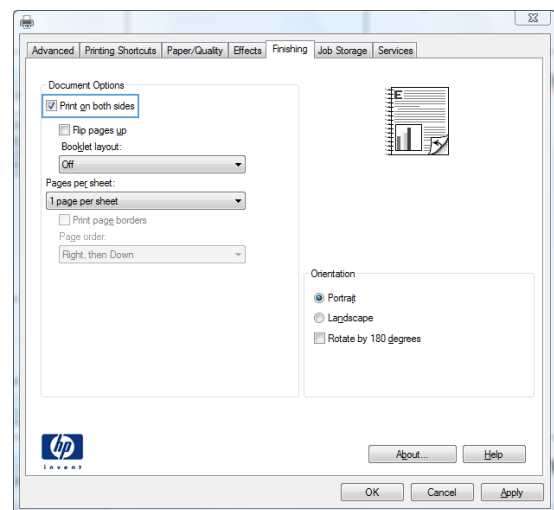 Advanced Printing Shortcuts Paper/Quality Effects Finishing Job Storage Services
Document Options
Print on both sides
Flip pages up
Booklet layout:
Off
Pages per sheet:
1 page per sheet
Print page borders
Page order:
Right, then Down
E
Orientation
Portrait
Landscape
Rotate by 180 degrees
hp
invent
About... Help
OK Cancel Apply